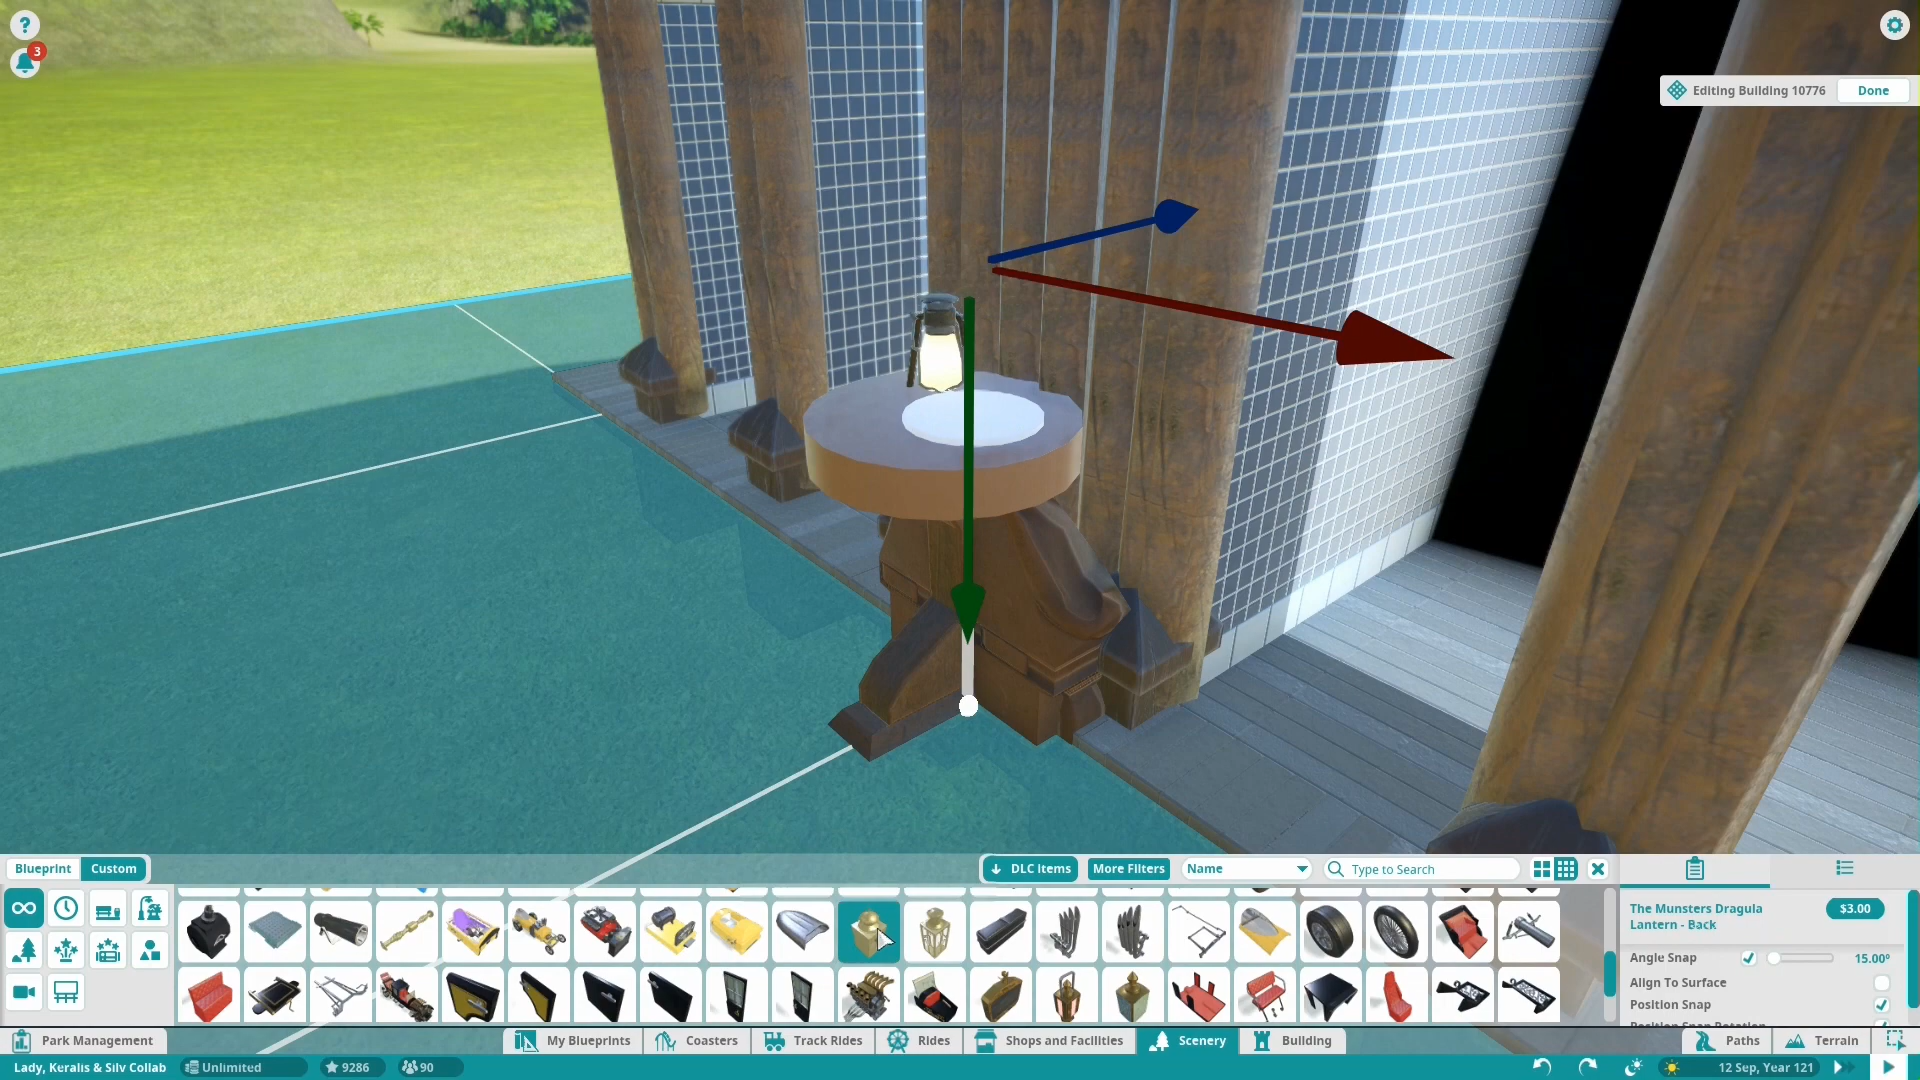 ?
3
Editing Building 10776
Done
Blueprint
Custom
DLC Items
More Filters
Name
Type to Search
The Munsters Dragula
Lantern - Back
$3.00
Angle Snap
15.00°
Align To Surface
Position Snap
Position Snap Rotation
Park Management
My Blueprints
Coasters
Track Rides
Rides
Shops and Facilities
Scenery
Building
Paths
Terrain
Lady, Keralis & Silv Collab
Unlimited
9286
90
12 Sep, Year 121